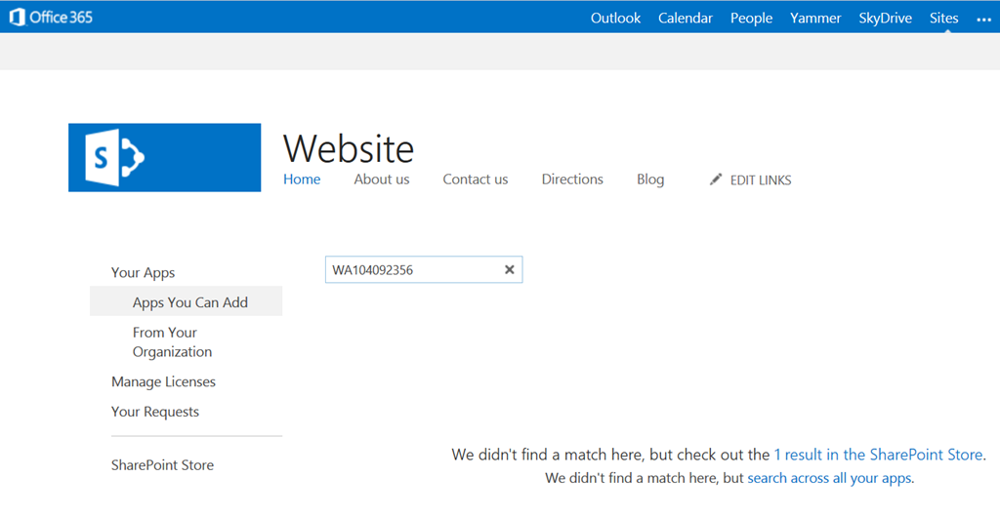 Office 365 Outlook Calendar People Yammer SkyDrive Sites ...
S
Website
Home About us Contact us Directions Blog EDIT LINKS
WA104092356
Your Apps
Apps You Can Add
From Your
Organization
Manage Licenses
Your Requests
SharePoint Store
We didn't find a match here, but check out the 1 result in the SharePoint Store.
We didn't find a match here, but search across all your apps.